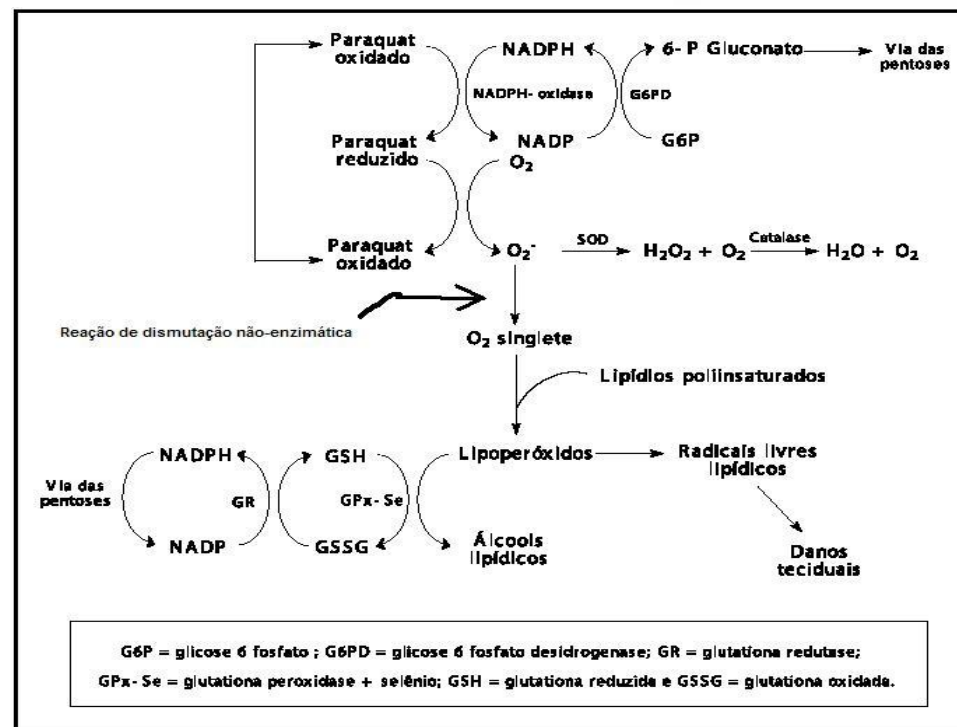 Paraquat oxidado
NADPH
6- P Gluconato
Via das pentoses
NADPH- oxidase
G6PD
Paraquat reduzido
NADP
G6P
O₂
Paraquat oxidado
O₂⁻
SOD
H₂O₂ + O₂
Catalase
H₂O + O₂
Reação de dismutação não-enzimática
O₂ singlete
Lipídios poliinsaturados
NADPH
GSH
Lipoperóxidos
Radicais livres lipídicos
Via das pentoses
GR
GPx- Se
NADP
GSSG
Álcools lipídicos
Danos teciduais
G6P = glicose 6 fosfato ; G6PD = glicose 6 fosfato desidrogenase; GR = glutationa redutase;
GPx- Se = glutationa peroxidase + selênio; GSH = glutationa reduzida e GSSG = glutationa oxidada.